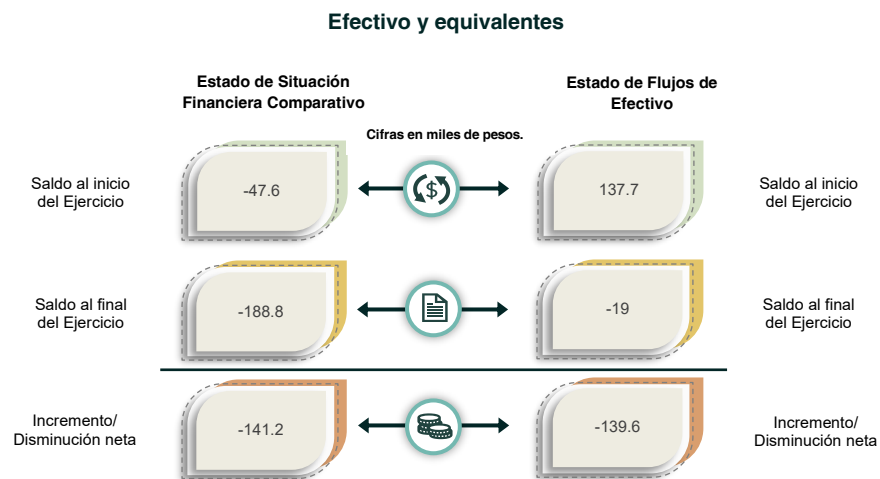 Efectivo y equivalentes
Estado de Situación
Financiera Comparativo
Estado de Flujos de
Efectivo
Cifras en miles de pesos.
Saldo al inicio
del Ejercicio
-47.6
$
137.7
Saldo al inicio
del Ejercicio
Saldo al final
del Ejercicio
-188.8
-19
Saldo al final
del Ejercicio
Incremento/
Disminución neta
-141.2
-139.6
Incremento/
Disminución neta